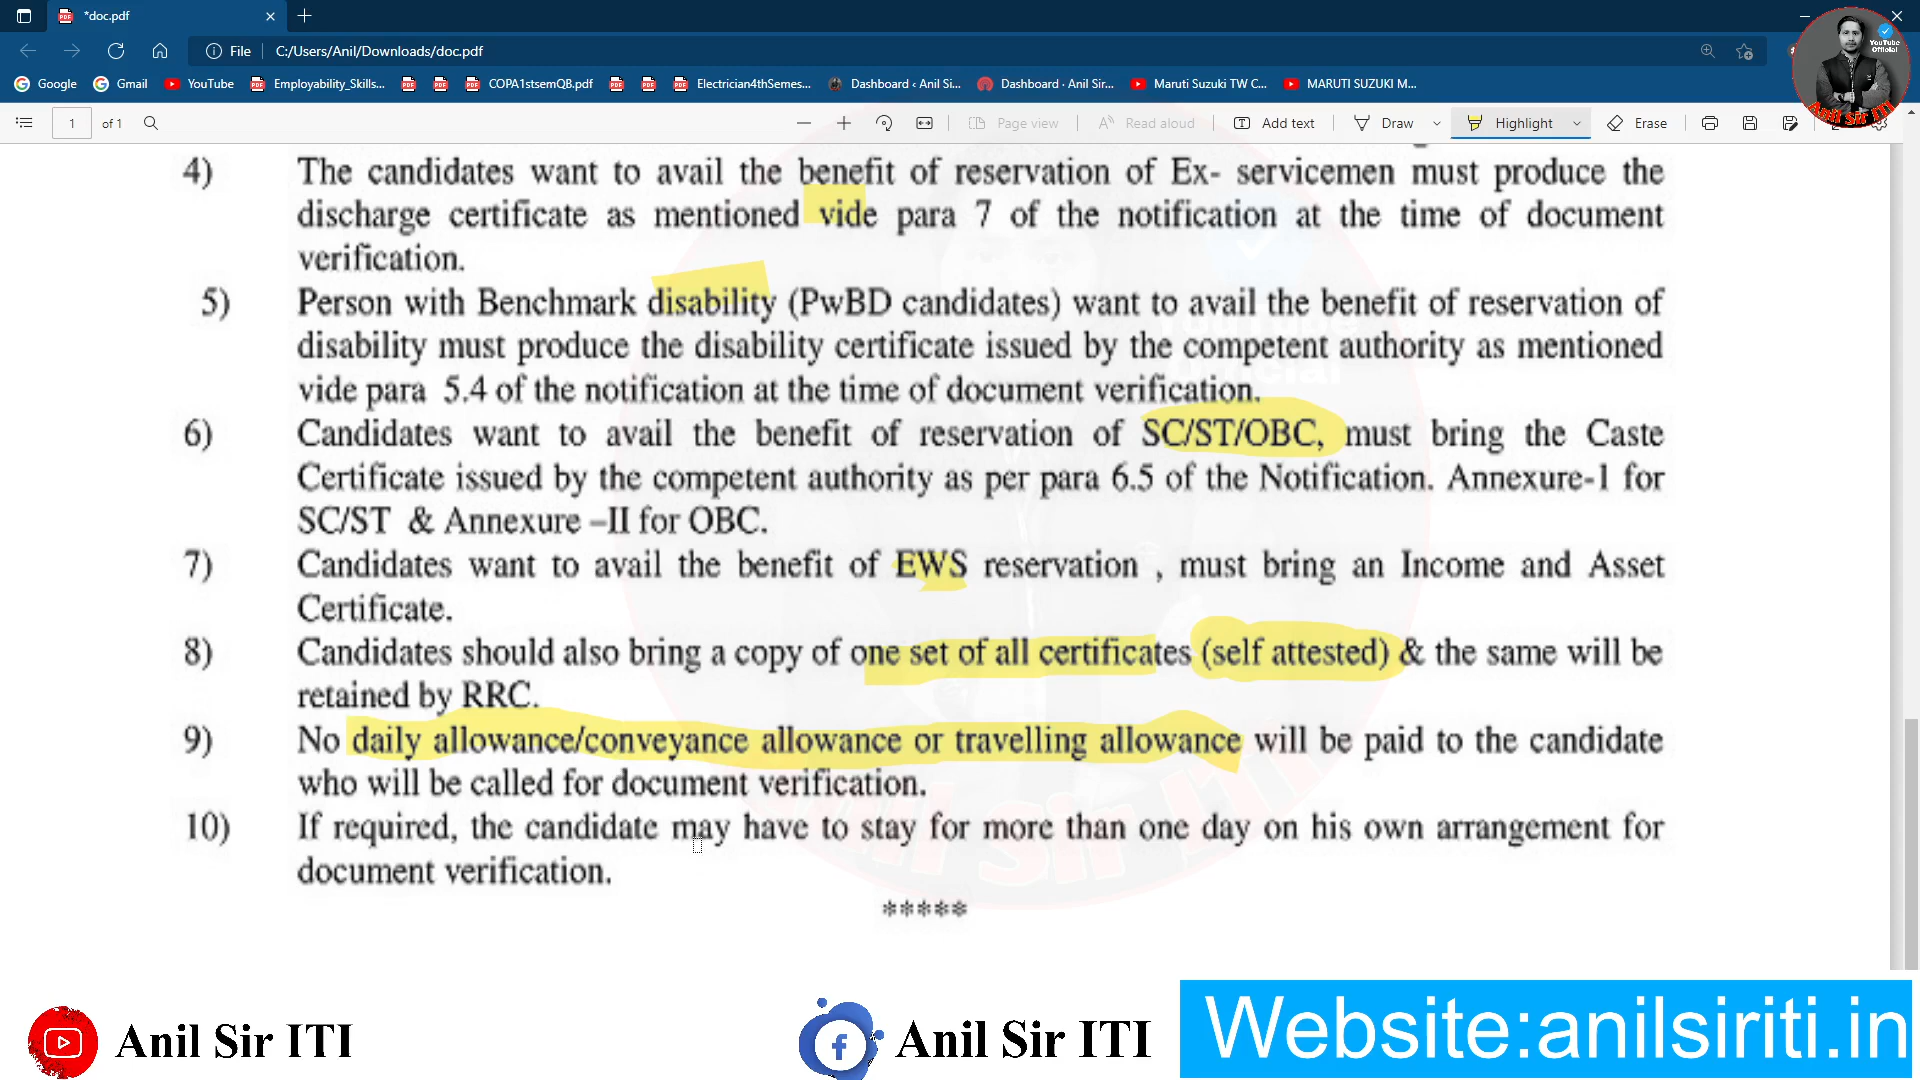 *doc.pdf
File C:/Users/Anil/Downloads/doc.pdf
YouTube
Official
Google Gmail YouTube Employability_Skills... COPA1stsemQB.pdf Electrician4thSemes... Dashboard ‹ Anil Si... Dashboard · Anil Sir... Maruti Suzuki TW C... MARUTI SUZUKI M...
Anil Sir ITI
1 of 1 Page view Read aloud Add text Draw Highlight Erase
4) The candidates want to avail the benefit of reservation of Ex- servicemen must produce the
discharge certificate as mentioned vide para 7 of the notification at the time of document
verification.
5) Person with Benchmark disability (PwBD candidates) want to avail the benefit of reservation of
disability must produce the disability certificate issued by the competent authority as mentioned
vide para 5.4 of the notification at the time of document verification.
6) Candidates want to avail the benefit of reservation of SC/ST/OBC, must bring the Caste
Certificate issued by the competent authority as per para 6.5 of the Notification. Annexure-1 for
SC/ST & Annexure –II for OBC.
7) Candidates want to avail the benefit of EWS reservation , must bring an Income and Asset
Certificate.
8) Candidates should also bring a copy of one set of all certificates (self attested) & the same will be
retained by RRC.
9) No daily allowance/conveyance allowance or travelling allowance will be paid to the candidate
who will be called for document verification.
10) If required, the candidate may have to stay for more than one day on his own arrangement for
document verification.
*****
YouTube
Official
Anil Sir ITI
Anil Sir ITI
Anil Sir ITI
Website:anilsiriti.in